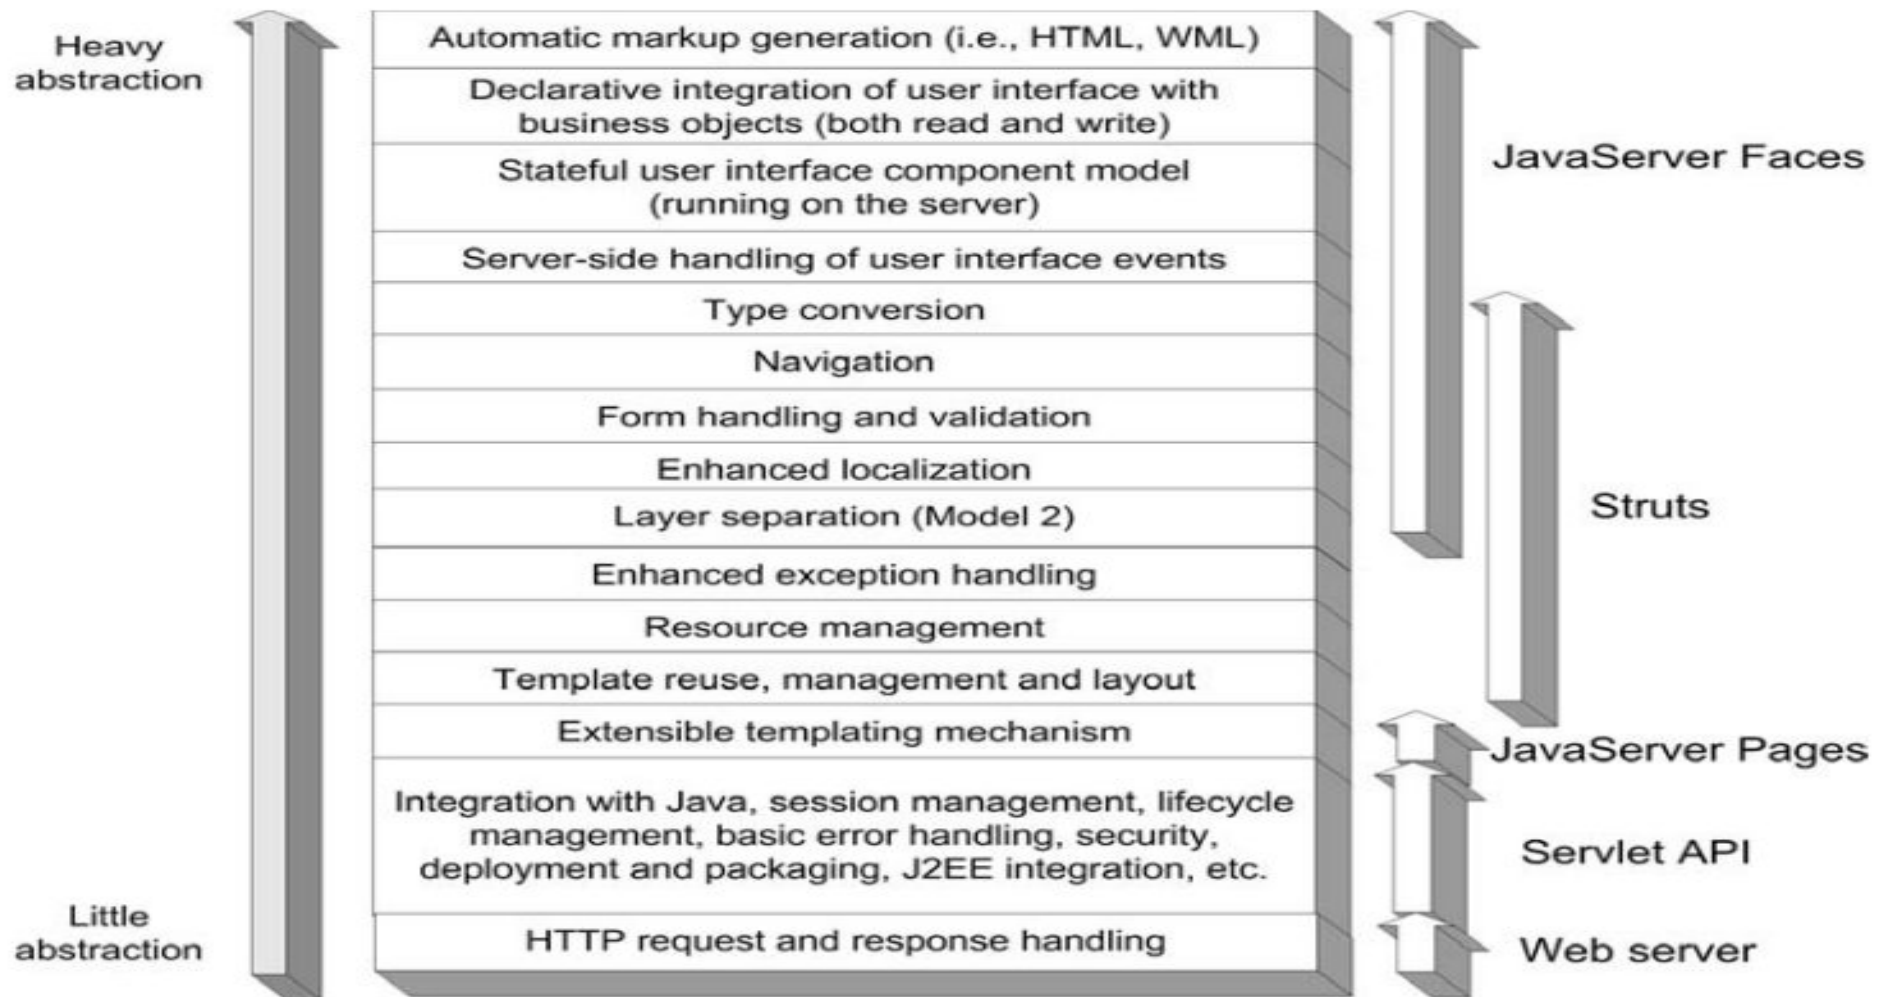 Heavy
abstraction
Automatic markup generation (i.e., HTML, WML)
Declarative integration of user interface with
business objects (both read and write)
Stateful user interface component model
(running on the server)
Server-side handling of user interface events
Type conversion
Navigation
Form handling and validation
Enhanced localization
Layer separation (Model 2)
Enhanced exception handling
Resource management
Template reuse, management and layout
Extensible templating mechanism
Integration with Java, session management, lifecycle
management, basic error handling, security,
deployment and packaging, J2EE integration, etc.
HTTP request and response handling
Little
abstraction
JavaServer Faces
Struts
JavaServer Pages
Servlet API
Web server